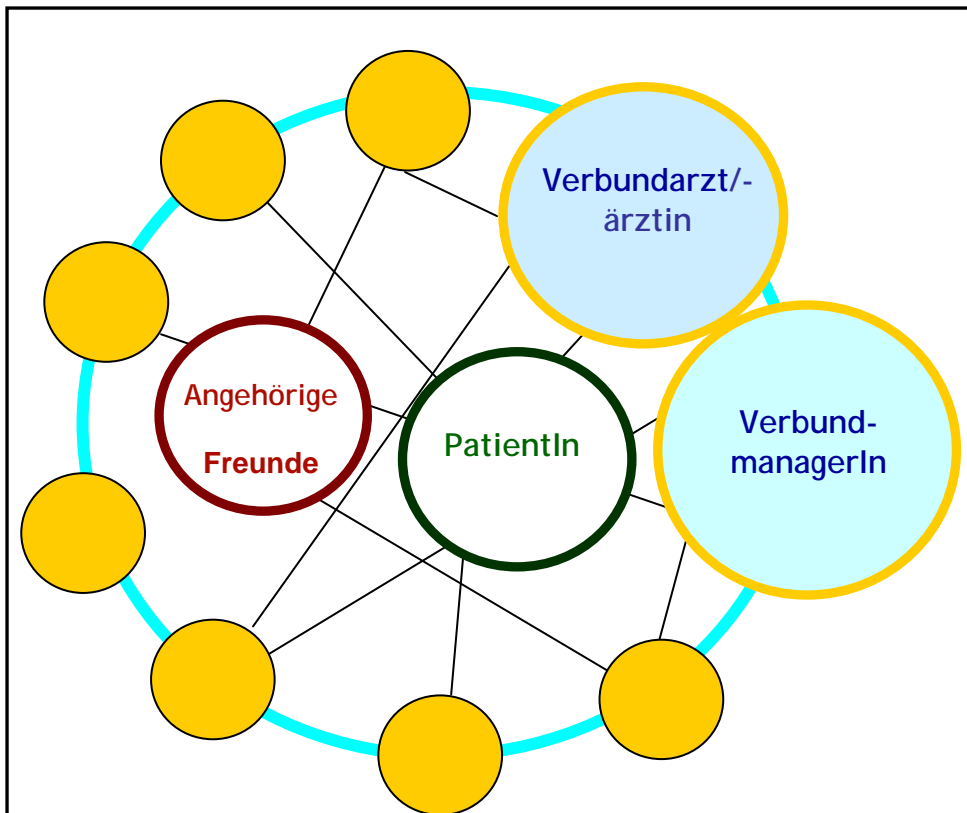 Verbundarzt/-
ärztin
Angehörige
Freunde
PatientIn
Verbund-
managerIn